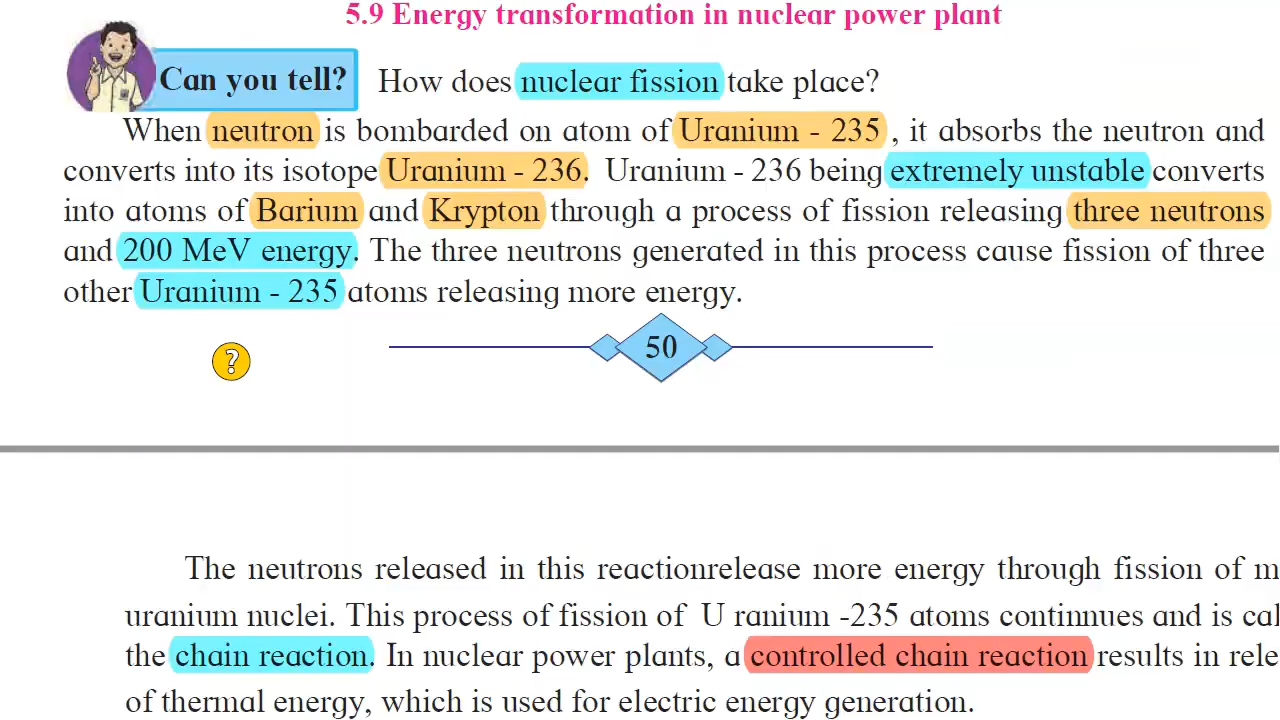 5.9 Energy transformation in nuclear power plant
Can you tell? How does nuclear fission take place?
When neutron is bombarded on atom of Uranium - 235 , it absorbs the neutron and
converts into its isotope Uranium - 236. Uranium - 236 being extremely unstable converts
into atoms of Barium and Krypton through a process of fission releasing three neutrons
and 200 MeV energy. The three neutrons generated in this process cause fission of three
other Uranium - 235 atoms releasing more energy.
50
?
The neutrons released in this reactionrelease more energy through fission of m
uranium nuclei. This process of fission of U ranium -235 atoms continnues and is cal
the chain reaction. In nuclear power plants, a controlled chain reaction results in rele
of thermal energy, which is used for electric energy generation.